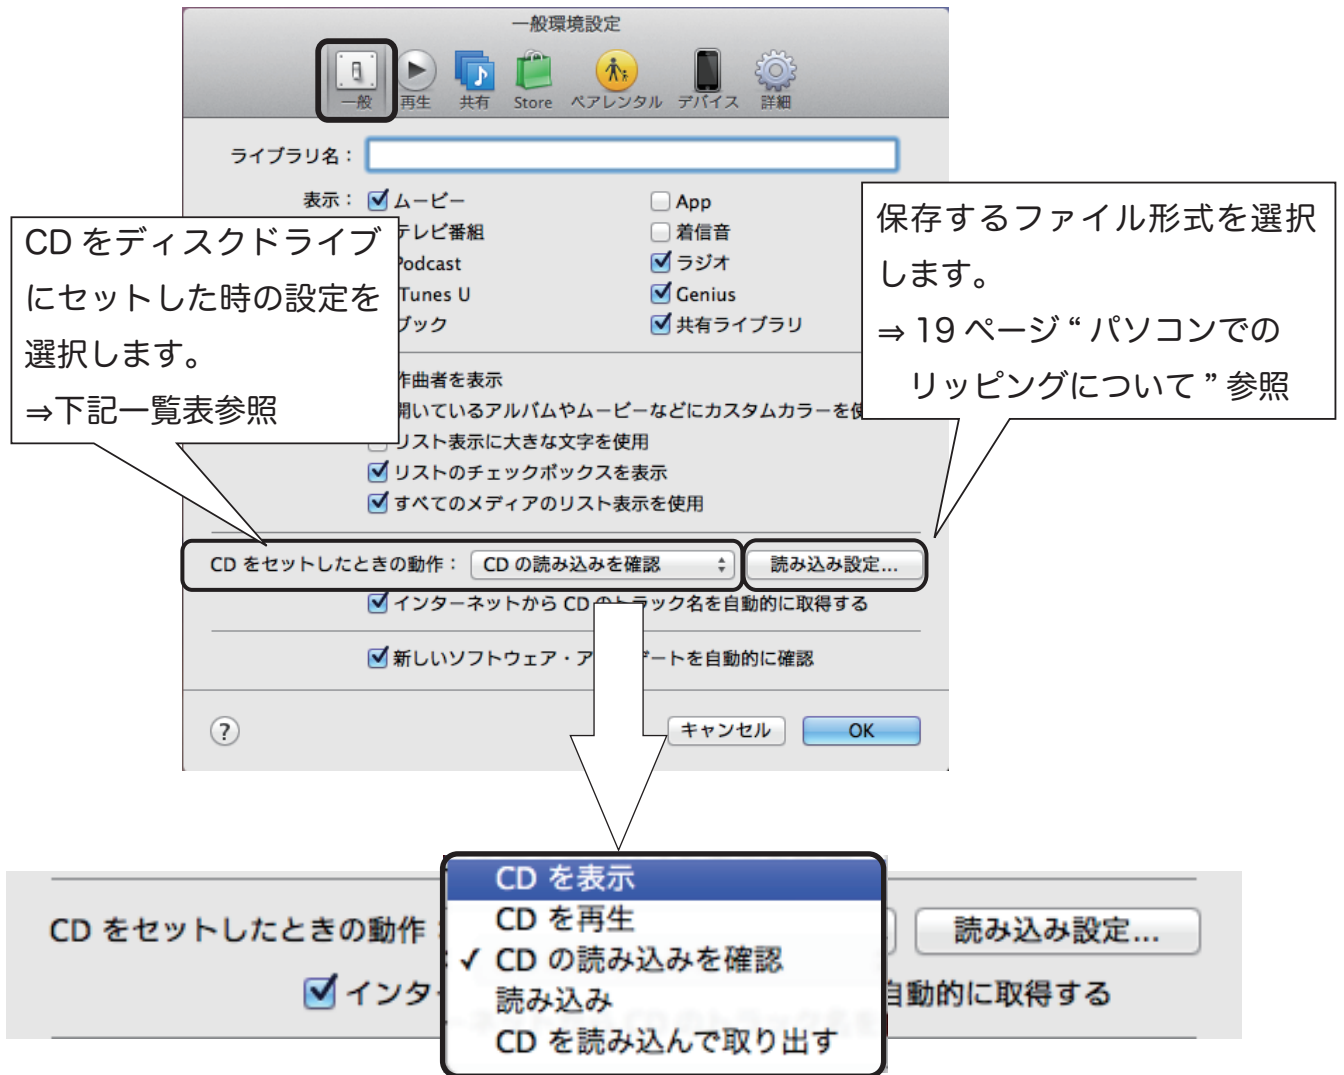 一般環境設定
一般 再生 共有 Store ペアレンタル デバイス 詳細
ライブラリ名：
表示： ムービー App
テレビ番組 着信音
Podcast ラジオ
iTunes U Genius
ブック 共有ライブラリ
CD をディスクドライブ
にセットした時の設定を
選択します。
⇒下記一覧表参照
保存するファイル形式を選択
します。
⇒ 19 ページ “ パソコンでの
リッピングについて ” 参照
作曲者を表示
開いているアルバムやムービーなどにカスタムカラーを使
リスト表示に大きな文字を使用
リストのチェックボックスを表示
すべてのメディアのリスト表示を使用
CD をセットしたときの動作： CD の読み込みを確認 読み込み設定...
インターネットから CD のトラック名を自動的に取得する
新しいソフトウェア・ア デートを自動的に確認
? キャンセル OK
CD をセットしたときの動作： 読み込み設定...
インタ 自動的に取得する
CD を表示
CD を再生
✓ CD の読み込みを確認
読み込み
CD を読み込んで取り出す